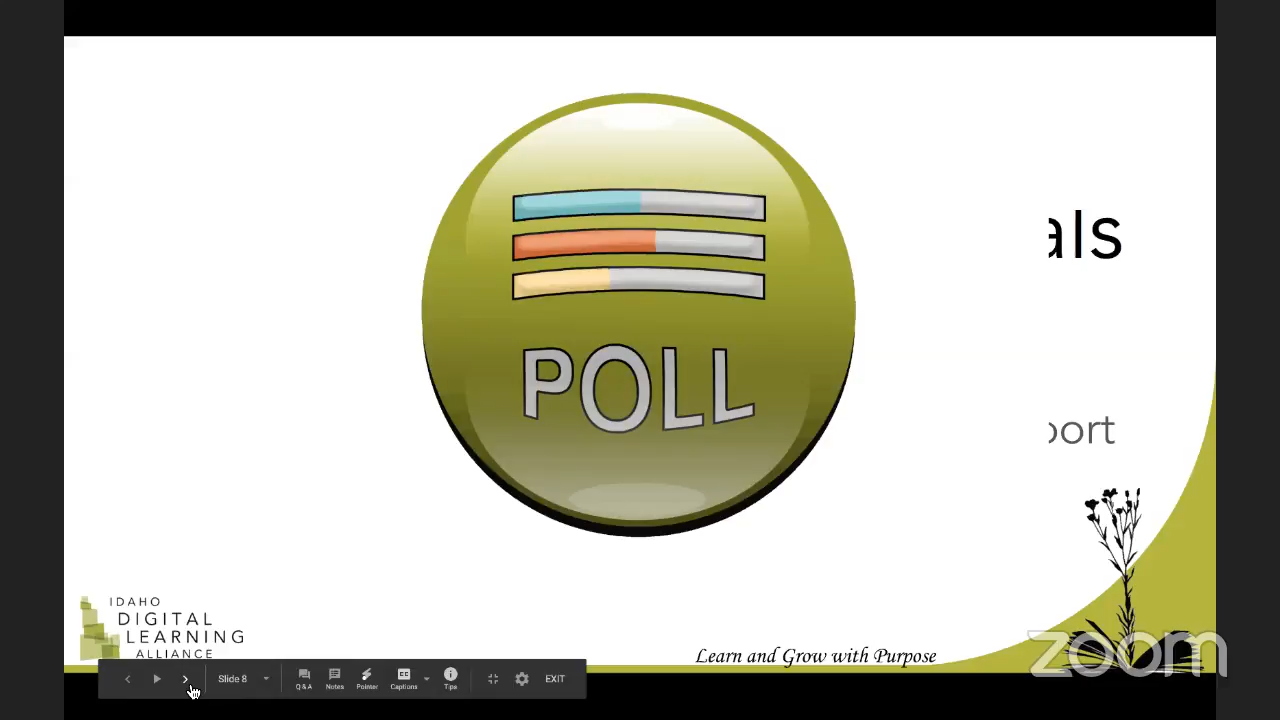 als
POLL
port
IDAHO
DIGITAL
LEARNING
ALLIANCE
Learn and Grow with Purpose
zoom
Slide 8
Q & A
Notes
Pointer
Captions
Tips
EXIT